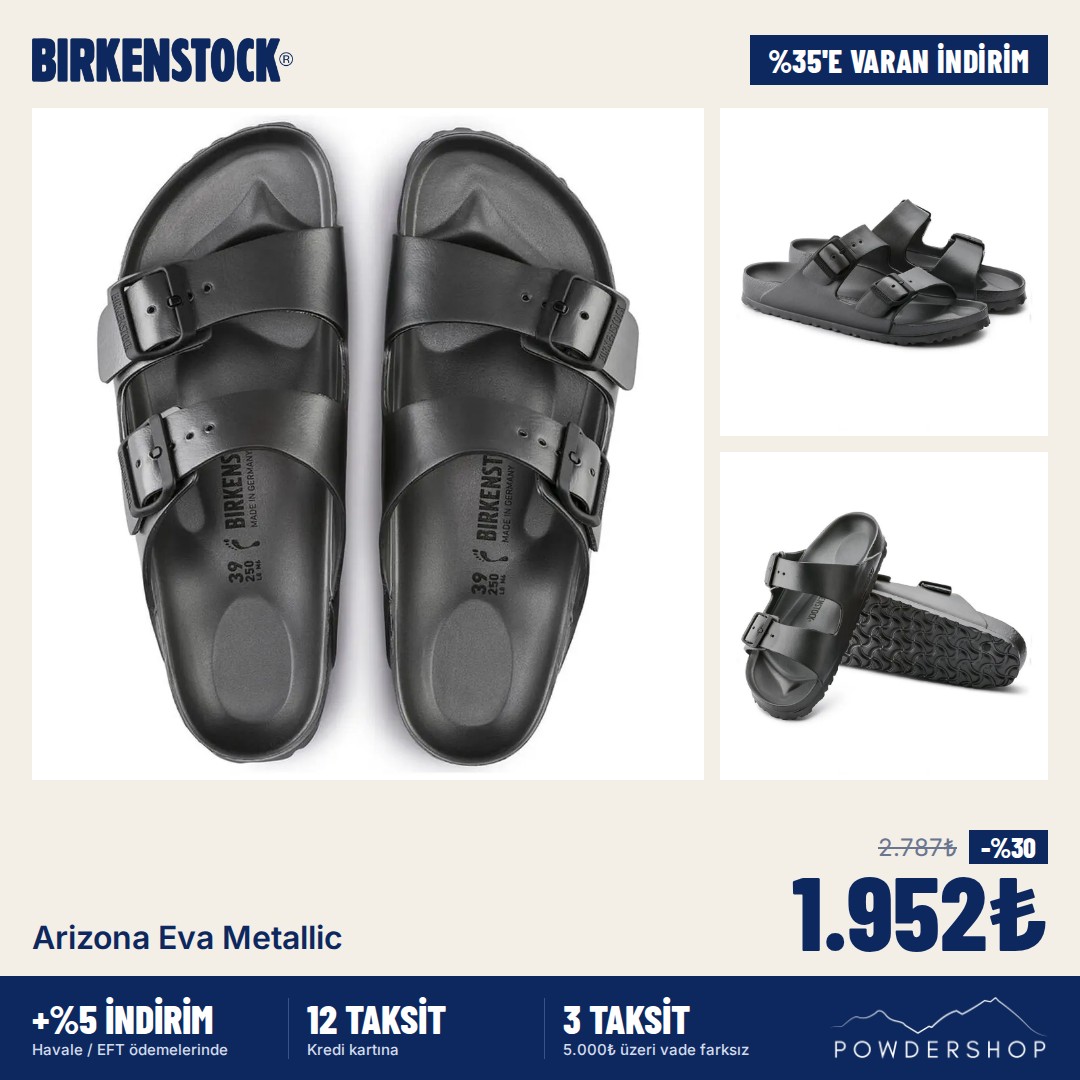 BIRKENSTOCK®
%35'E VARAN İNDİRİM
BIRKENS
MADE IN GERMANY
39
250
BIRKENST
MADE IN GERMANY
39
250
2.787₺
-%30
1.952₺
Arizona Eva Metallic
+%5 İNDİRİM
Havale / EFT ödemelerinde
12 TAKSİT
Kredi kartına
3 TAKSİT
5.000₺ üzeri vade farksız
POWDERSHOP